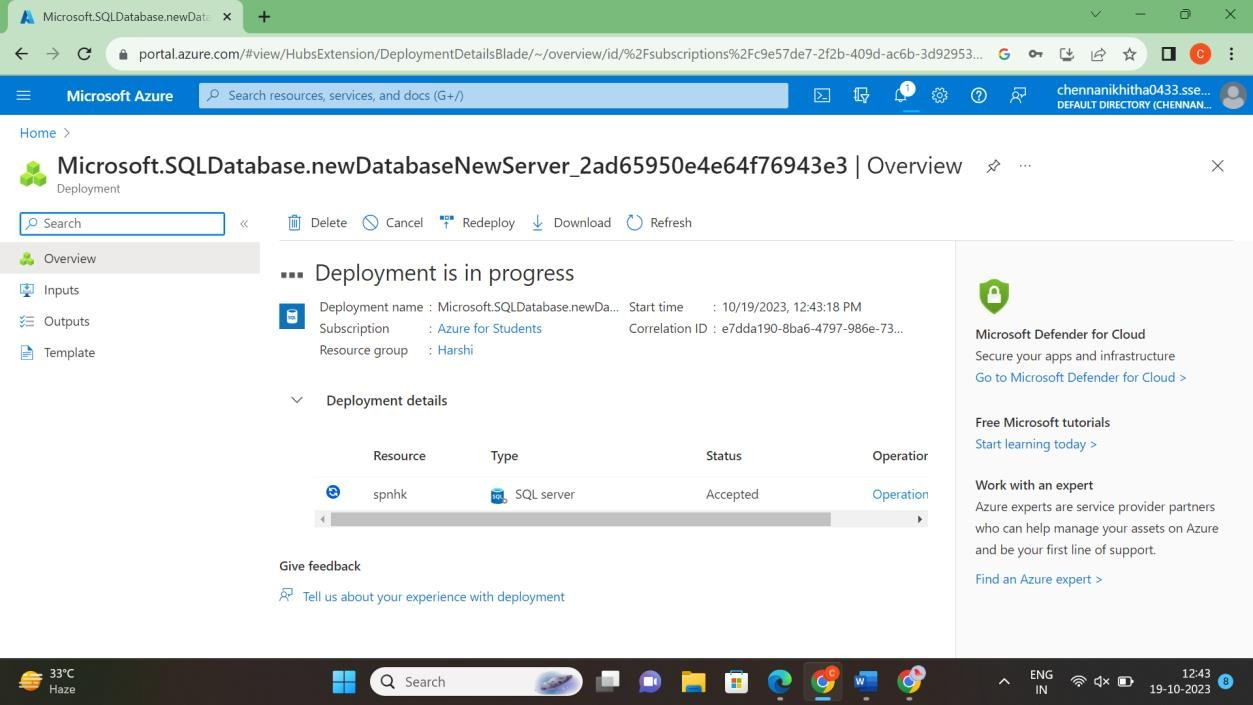 Microsoft.SQLDatabase.newData
portal.azure.com/#view/HubsExtension/DeploymentDetailsBlade/~/overview/id/%2Fsubscriptions%2Fc9e57de7-2f2b-409d-ac6b-3d92953...
C
Microsoft Azure
Search resources, services, and docs (G+/)
1
chennanikhitha0433.sse...
DEFAULT DIRECTORY (CHENNAN...
Home >
Microsoft.SQLDatabase.newDatabaseNewServer_2ad65950e4e64f76943e3 | Overview
Deployment
Search
Delete Cancel Redeploy Download Refresh
Overview
Inputs
Outputs
Template
Deployment is in progress
Deployment name : Microsoft.SQLDatabase.newDa... Start time : 10/19/2023, 12:43:18 PM
Subscription : Azure for Students Correlation ID : e7dda190-8ba6-4797-986e-73...
Resource group : Harshi
Deployment details
Resource Type Status Operation
spnhk SQL server Accepted Operation
Give feedback
Tell us about your experience with deployment
Microsoft Defender for Cloud
Secure your apps and infrastructure
Go to Microsoft Defender for Cloud >
Free Microsoft tutorials
Start learning today >
Work with an expert
Azure experts are service provider partners
who can help manage your assets on Azure
and be your first line of support.
Find an Azure expert >
33°C
Haze
Search
ENG
IN
12:43
19-10-2023
8